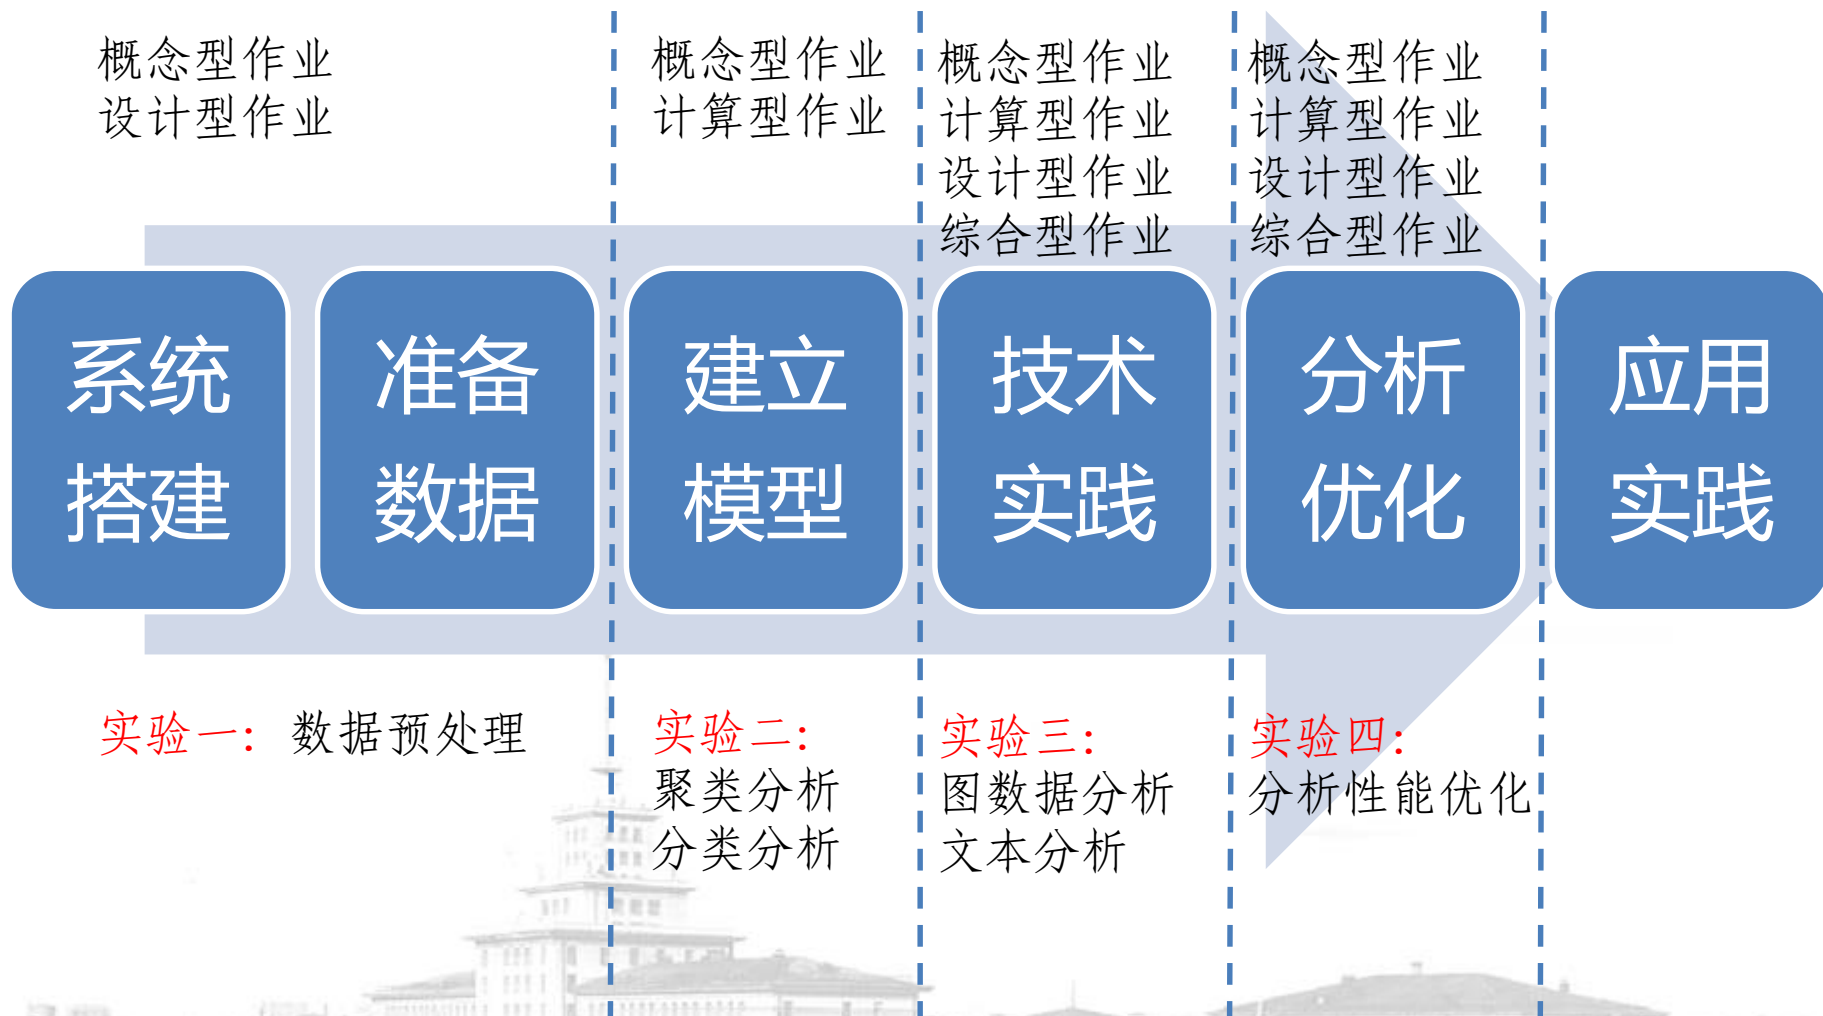 概念型作业
设计型作业
概念型作业
计算型作业
概念型作业
计算型作业
设计型作业
综合型作业
概念型作业
计算型作业
设计型作业
综合型作业
系统
搭建
准备
数据
建立
模型
技术
实践
分析
优化
应用
实践
实验一：数据预处理
实验二：
聚类分析
分类分析
实验三：
图数据分析
文本分析
实验四：
分析性能优化